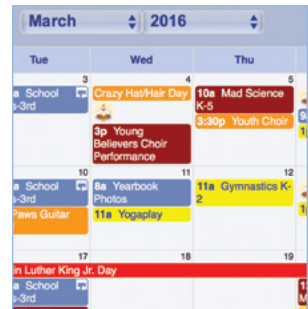 March 2016
Tue Wed Thu
3 4 5
a School
s-3rd
Crazy Hat/Hair Day
3p Young
Believers Choir
Performance
10a Mad Science
K-5
3:30p Youth Choir
10 11 12
a School
s-3rd
Paws Guitar
8a Yearbook
Photos
11a Yogaplay
11a Gymnastics K-
2
17 18 19
in Luther King Jr. Day
a School
s-3rd